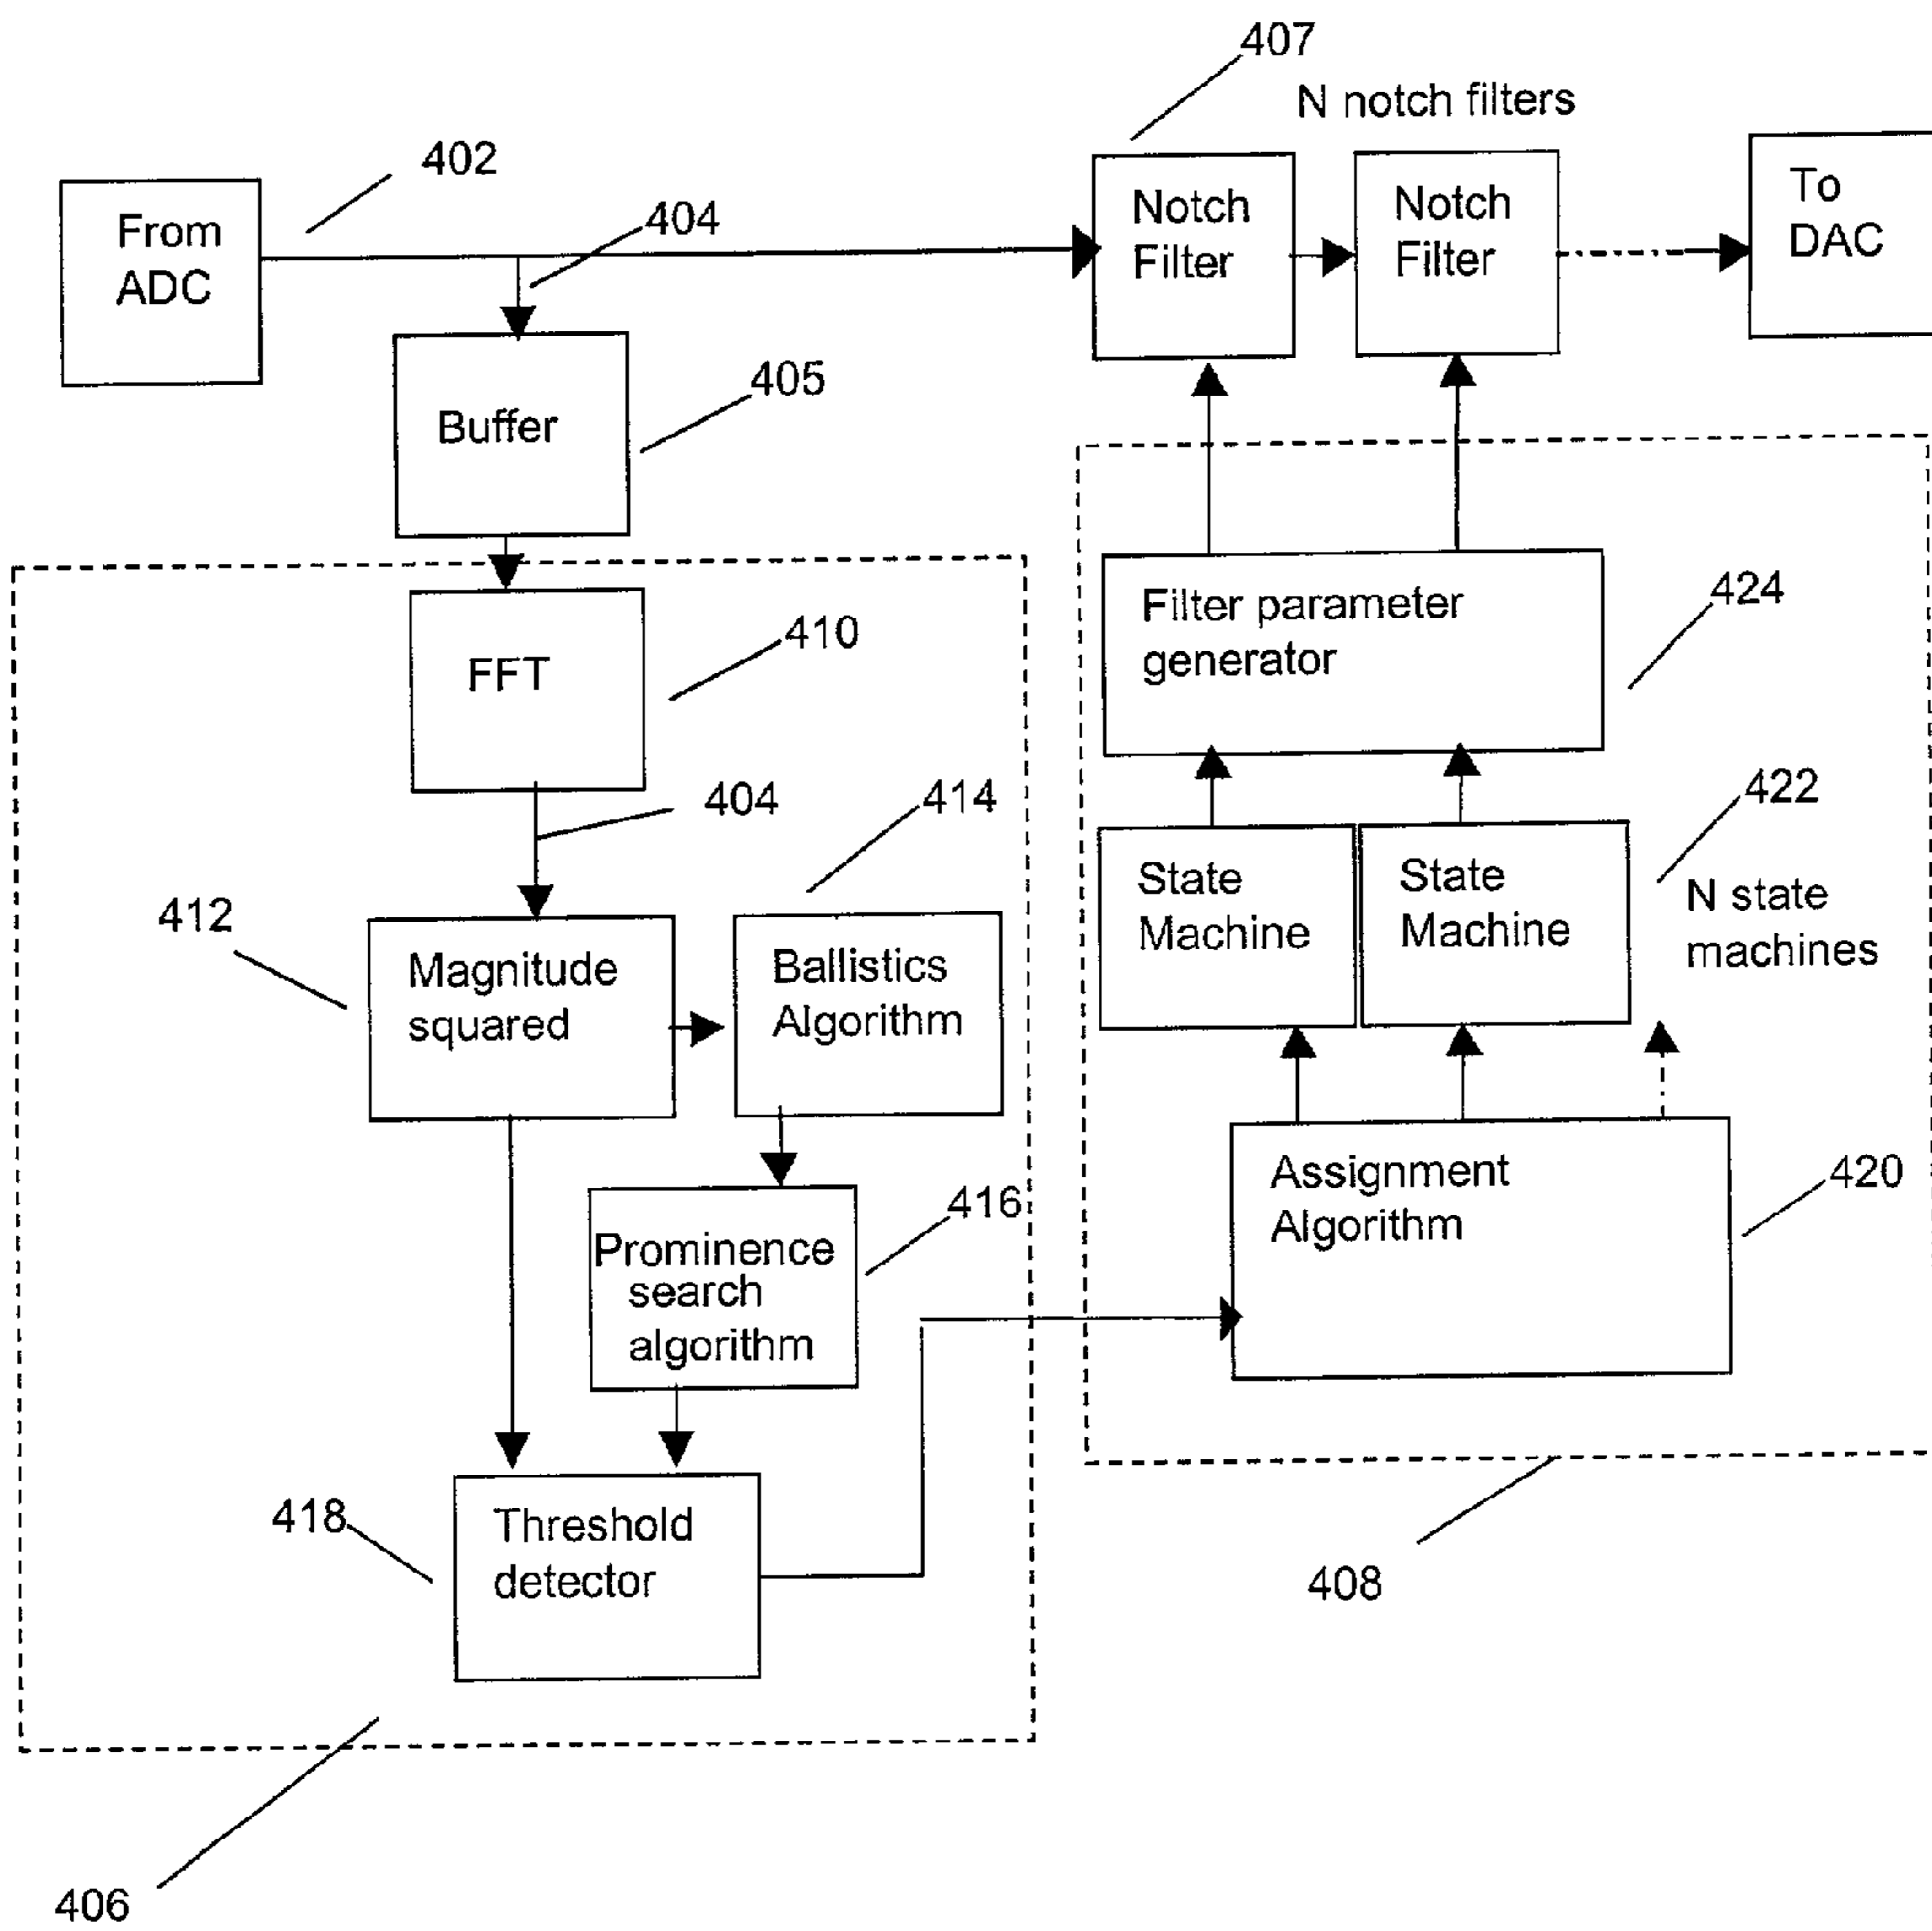 407
N notch filters
402
From
ADC
404
Notch
Filter
Notch
Filter
To
DAC
Buffer
405
FFT
410
Filter parameter
generator
424
404
414
422
412
Magnitude
squared
Ballistics
Algorithm
State
Machine
State
Machine
N state
machines
Prominence
search
algorithm
416
Assignment
Algorithm
420
418
Threshold
detector
408
406